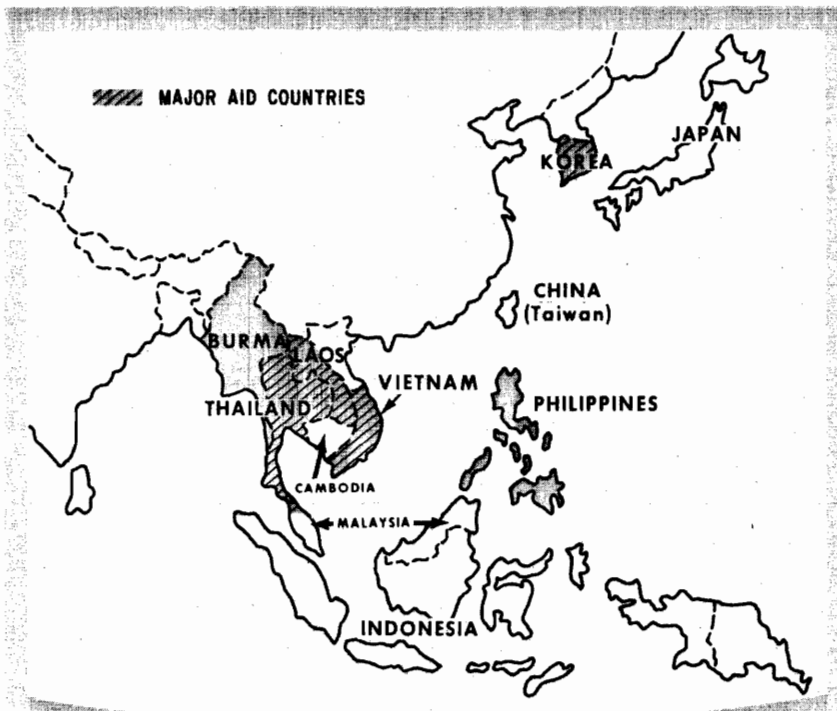 MAJOR AID COUNTRIES
JAPAN
KOREA
CHINA
(Taiwan)
BURMA
LAOS
VIETNAM
THAILAND
PHILIPPINES
CAMBODIA
MALAYSIA
INDONESIA